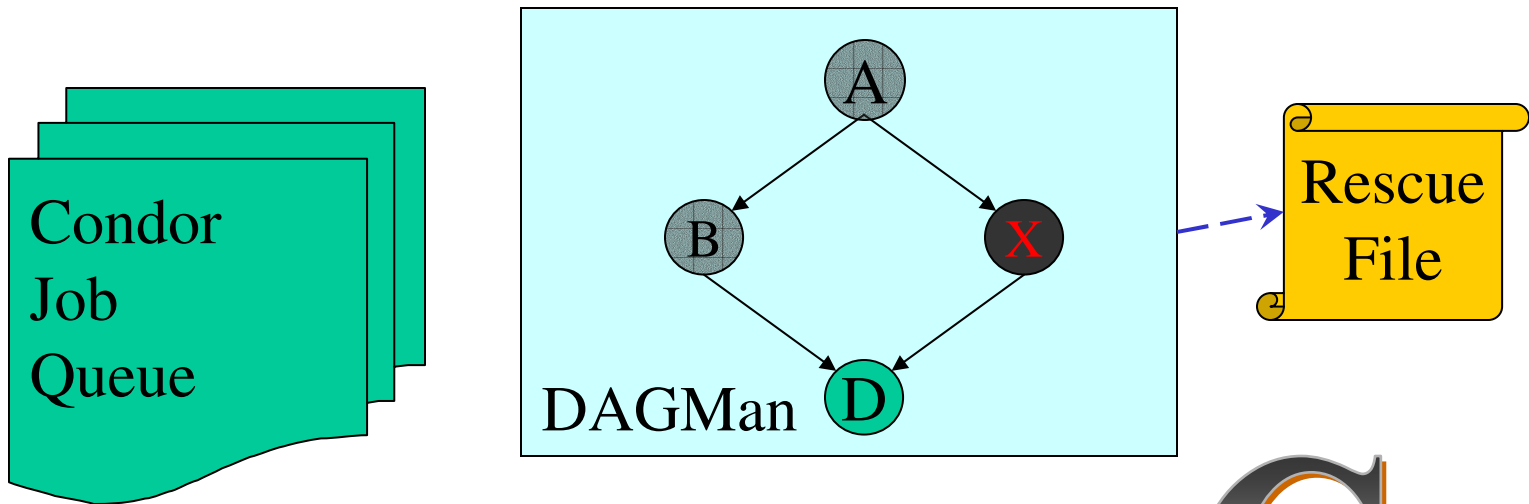 Condor
Job
Queue
A
B
X
D
DAGMan
Rescue
File
C